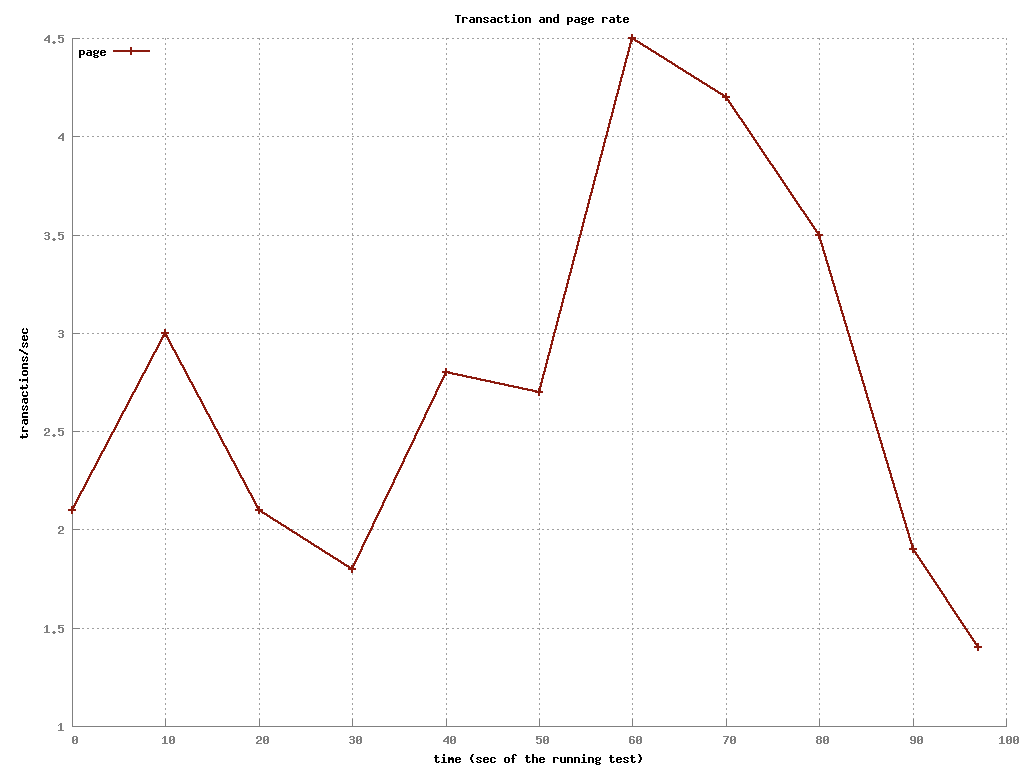 Transaction and page rate
page
4.5
4
3.5
3
2.5
2
1.5
1
transactions/sec
0 10 20 30 40 50 60 70 80 90 100
time (sec of the running test)